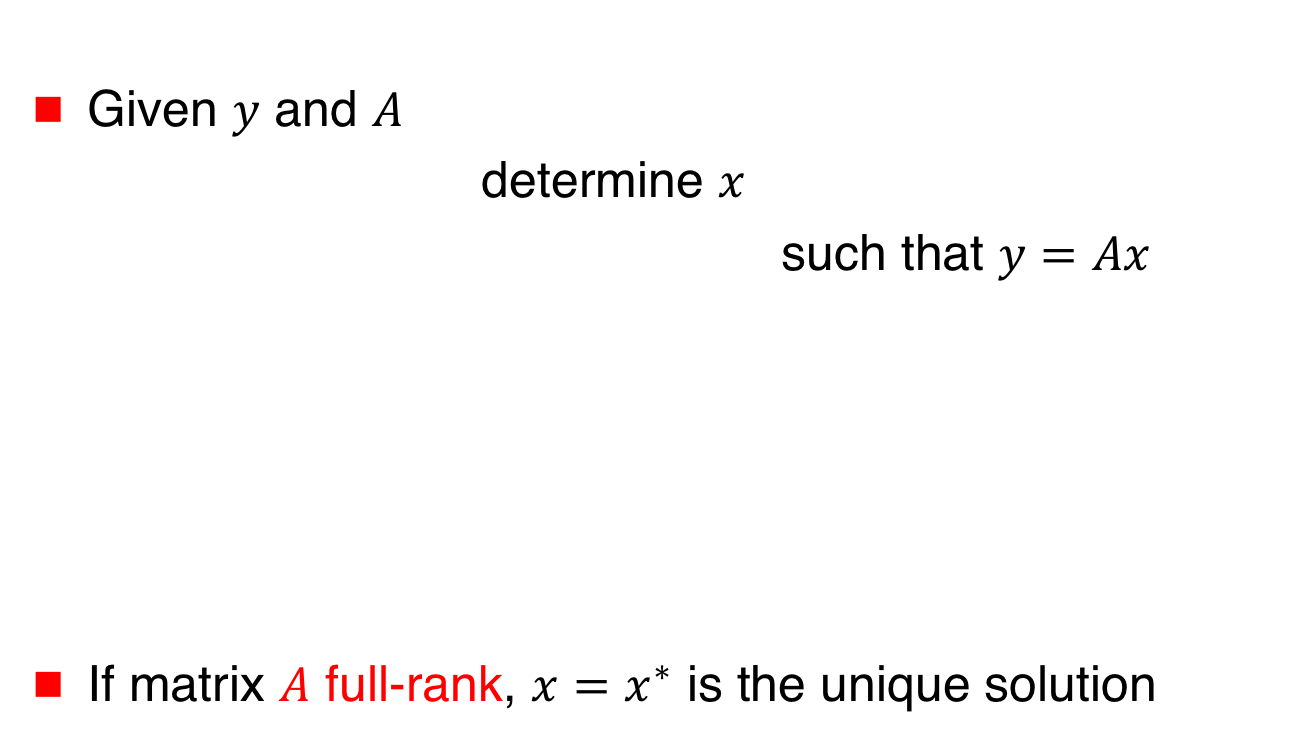 ■ Given 𝑦 and 𝐴
determine 𝑥
such that 𝑦 = 𝐴𝑥
■ If matrix 𝐴 full-rank, 𝑥 = 𝑥* is the unique solution